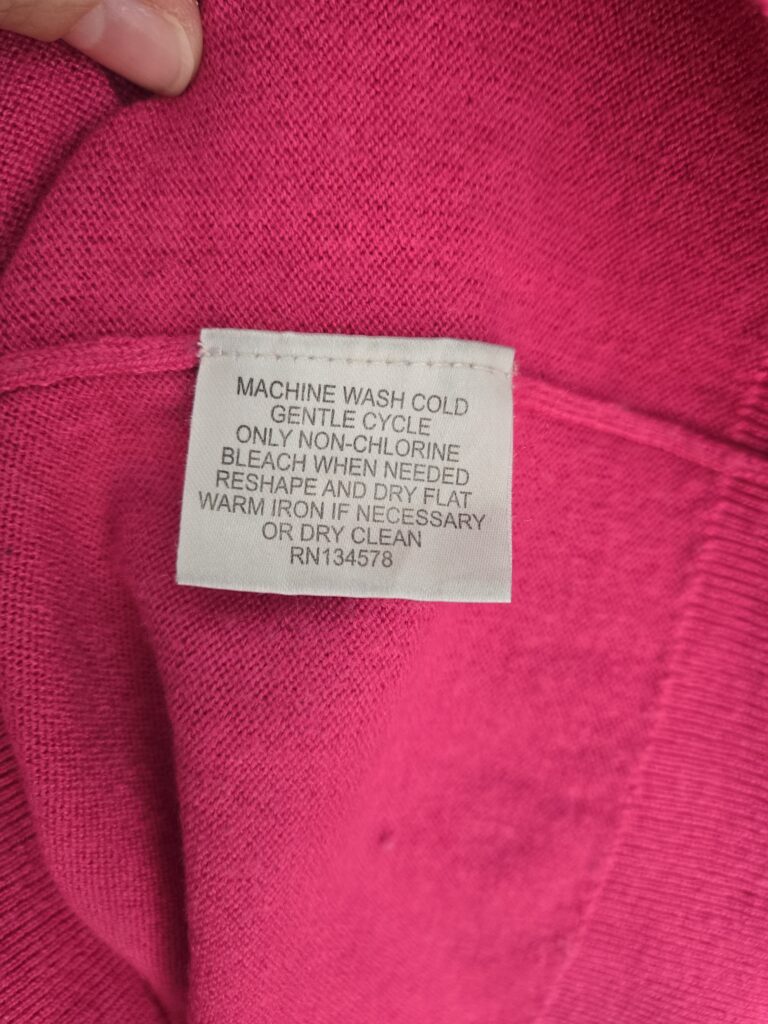 MACHINE WASH COLD
GENTLE CYCLE
ONLY NON-CHLORINE
BLEACH WHEN NEEDED
RESHAPE AND DRY FLAT
WARM IRON IF NECESSARY
OR DRY CLEAN
RN134578